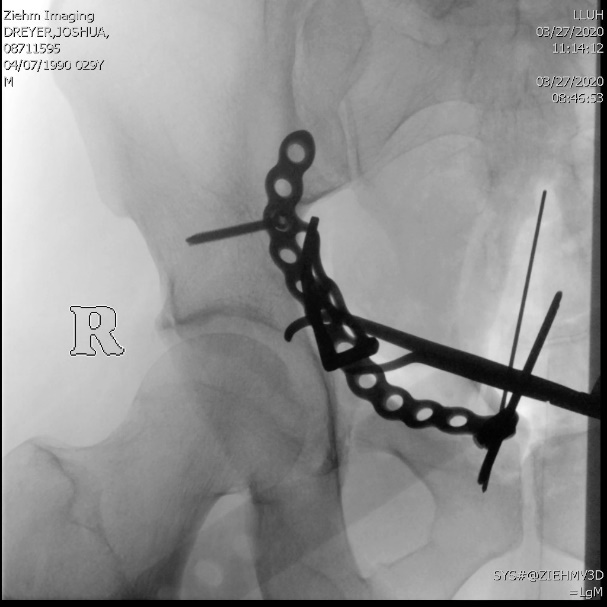 Ziehm Imaging
DREYER,JOSHUA,
08711595
04/07/1990 029Y
M
LLUH
03/27/2020
11:14:12
03/27/2020
08:46:53
R
SYS#@ZIEHMV3D
=LgM